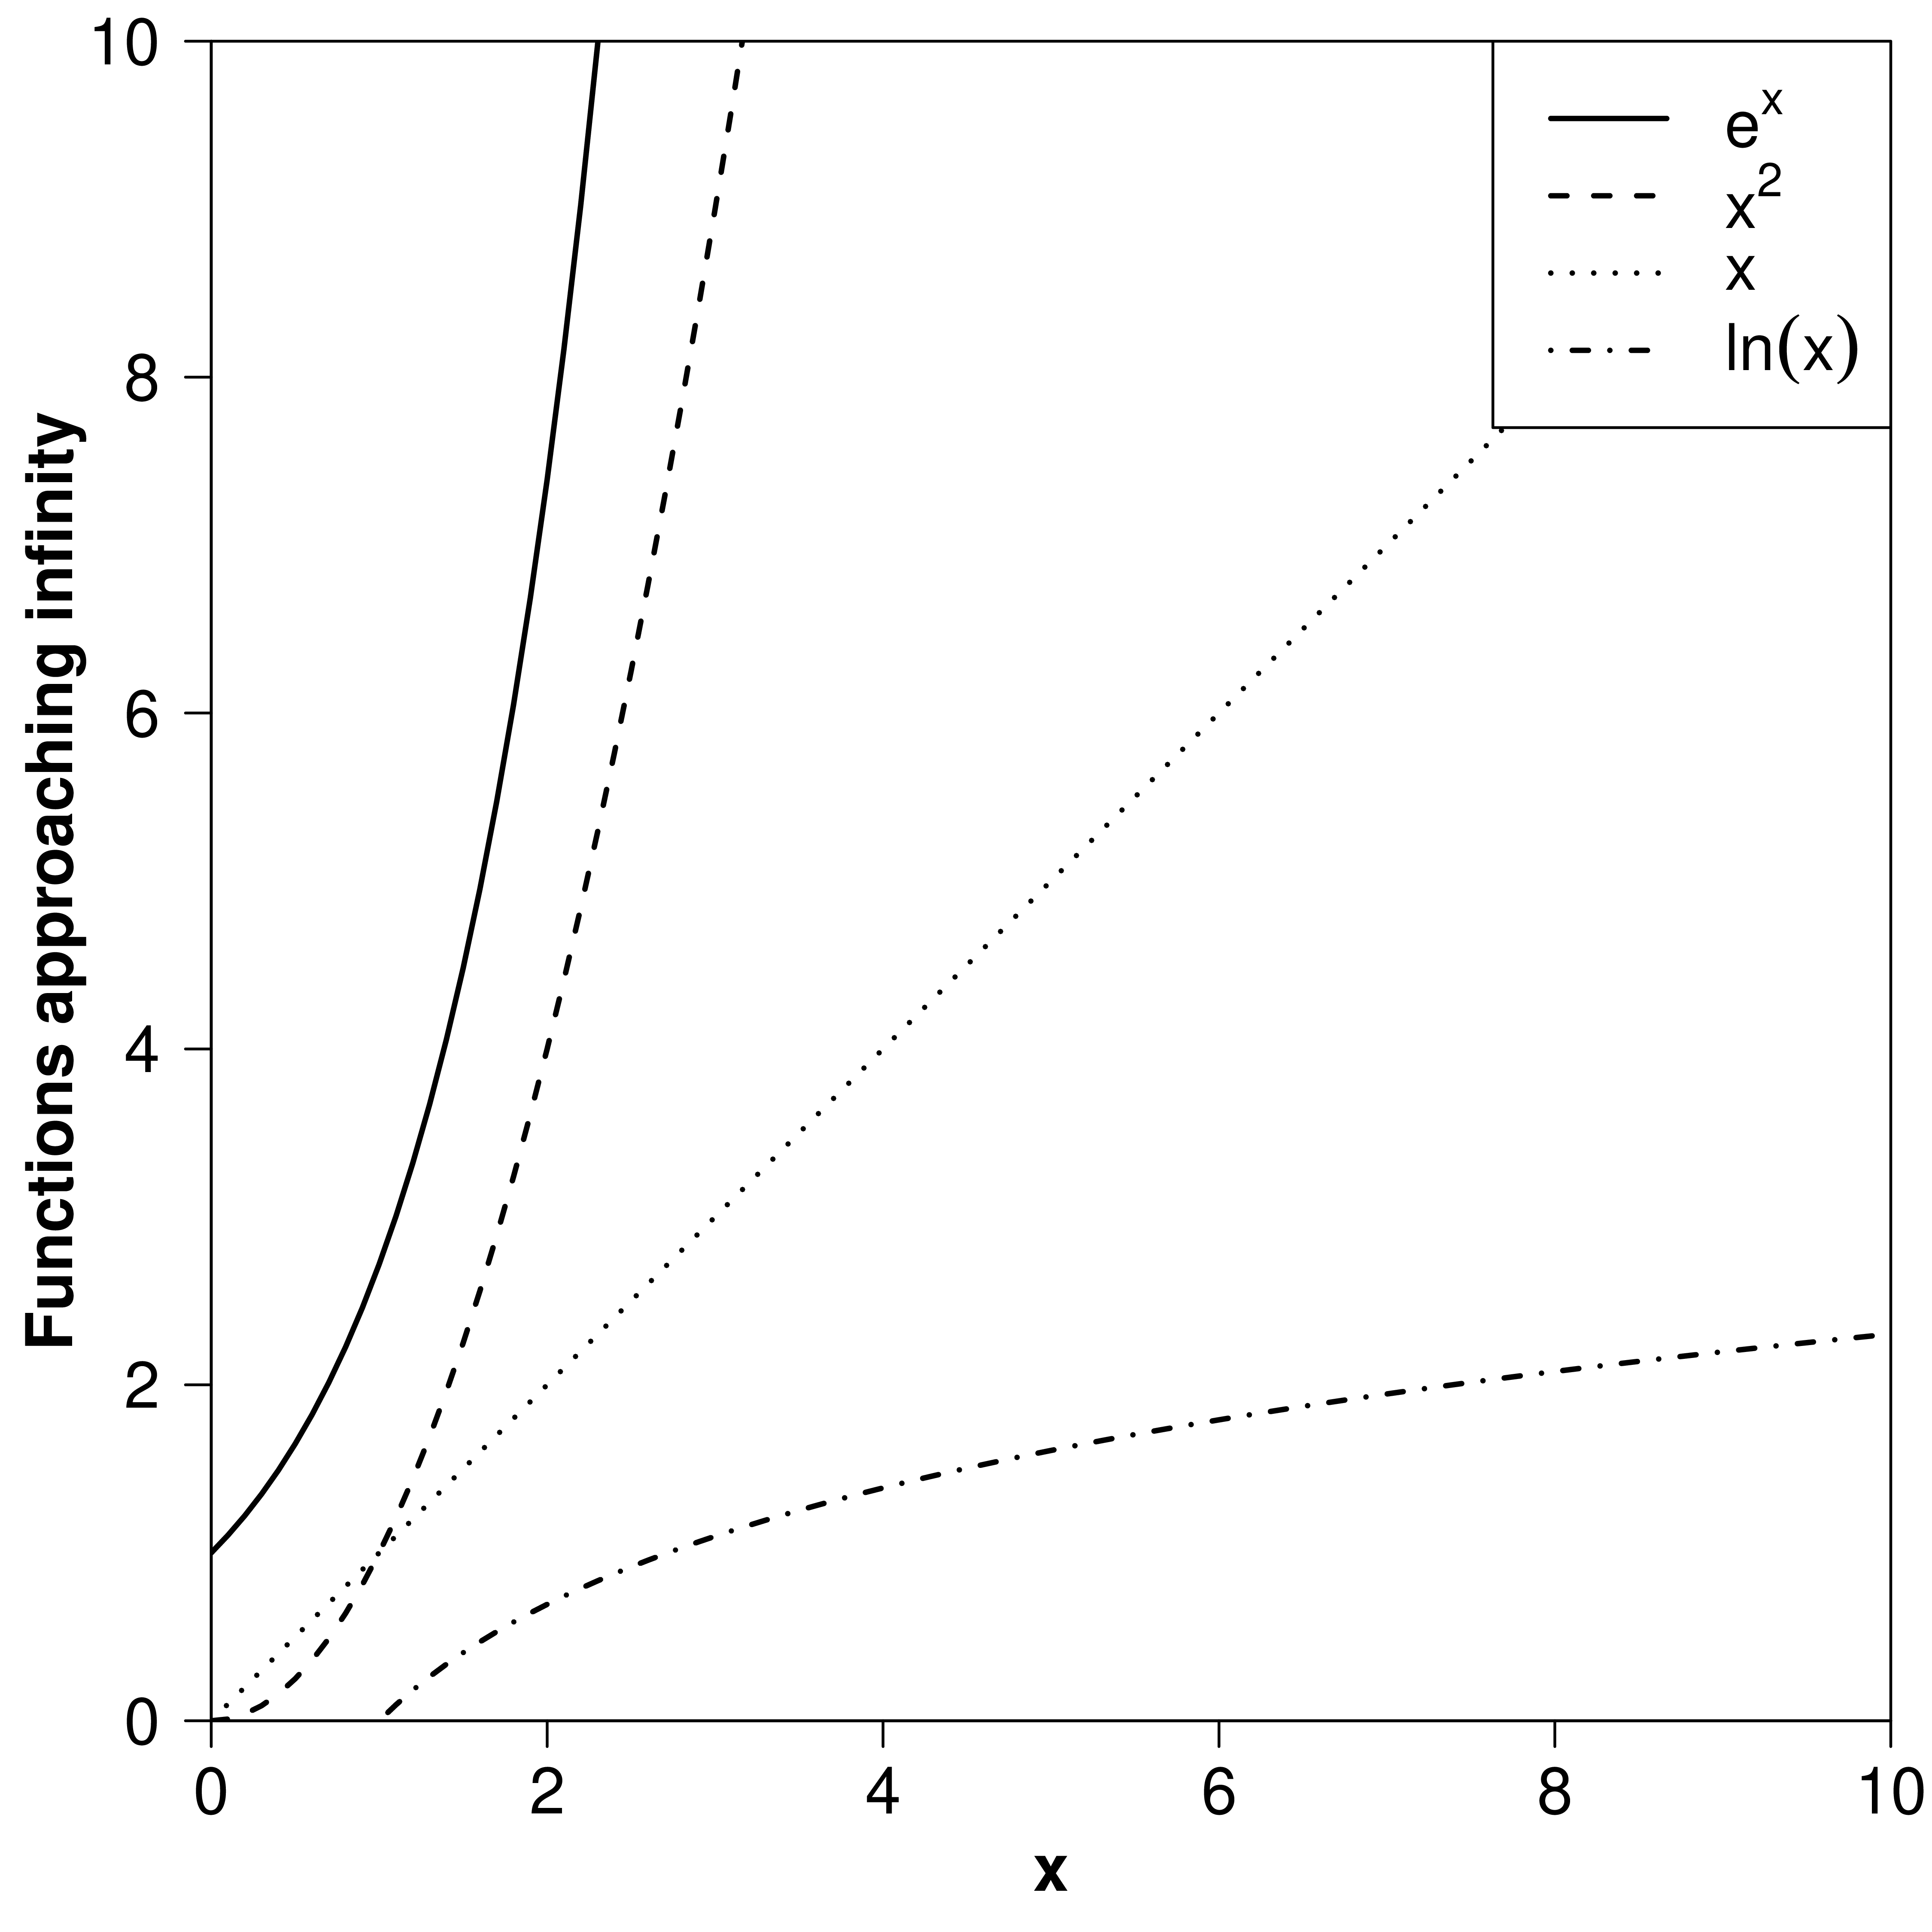 Functions approaching infinity
10
8
6
4
2
0
0 2 4 6 8 10
x
e^x
x^2
x
ln(x)